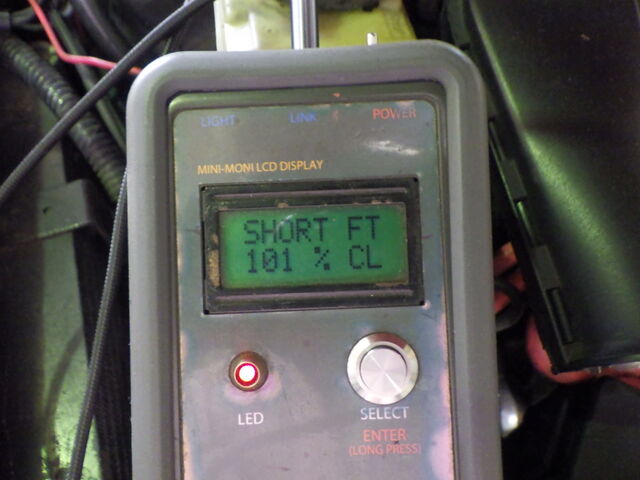 LIGHT LINK POWER
MINI-MONI LCD DISPLAY
SHORT FT
101 % CL
LED
SELECT
ENTER
(LONG PRESS)